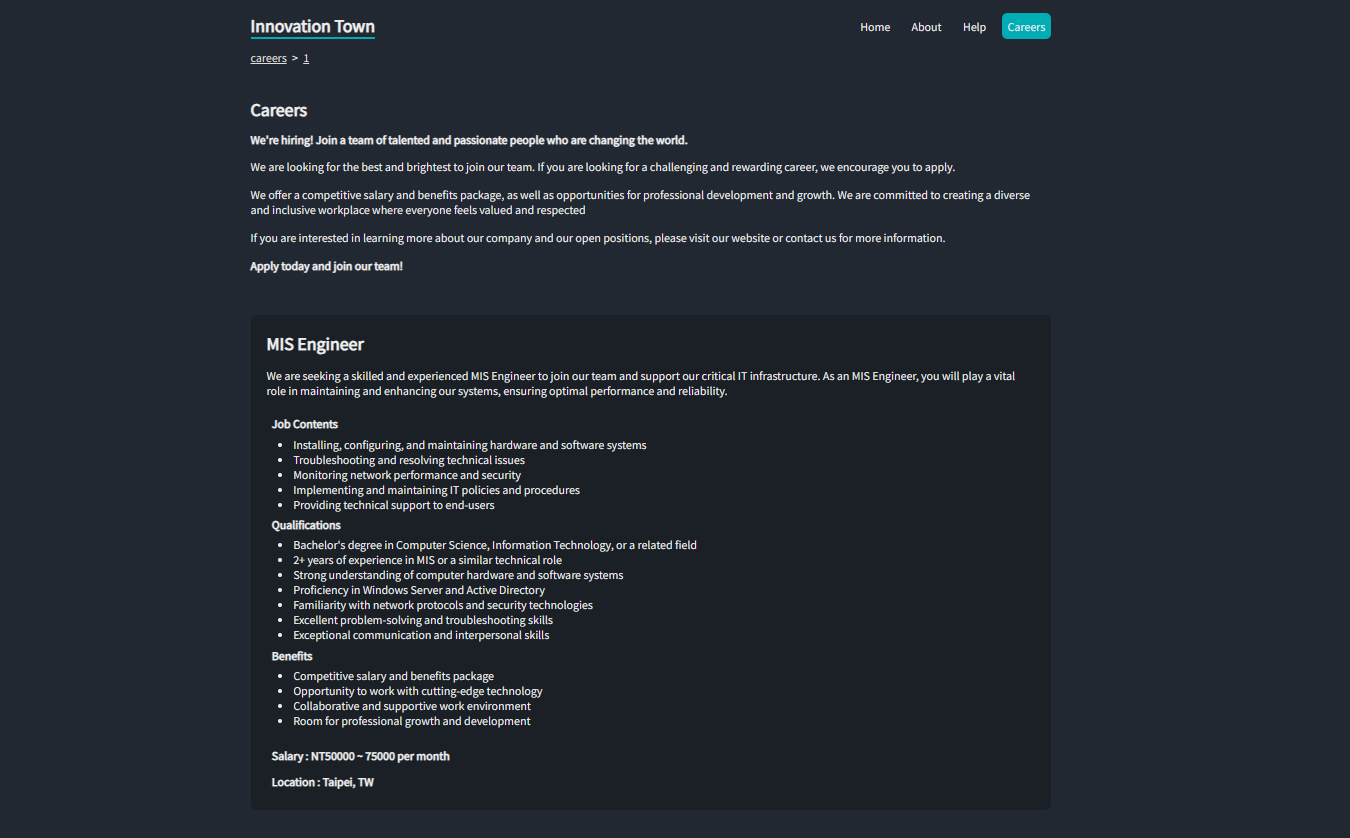 Innovation Town
Home About Help Careers
careers > 1
Careers
We're hiring! Join a team of talented and passionate people who are changing the world.
We are looking for the best and brightest to join our team. If you are looking for a challenging and rewarding career, we encourage you to apply.
We offer a competitive salary and benefits package, as well as opportunities for professional development and growth. We are committed to creating a diverse
and inclusive workplace where everyone feels valued and respected
If you are interested in learning more about our company and our open positions, please visit our website or contact us for more information.
Apply today and join our team!
MIS Engineer
We are seeking a skilled and experienced MIS Engineer to join our team and support our critical IT infrastructure. As an MIS Engineer, you will play a vital
role in maintaining and enhancing our systems, ensuring optimal performance and reliability.
Job Contents
• Installing, configuring, and maintaining hardware and software systems
• Troubleshooting and resolving technical issues
• Monitoring network performance and security
• Implementing and maintaining IT policies and procedures
• Providing technical support to end-users
Qualifications
• Bachelor's degree in Computer Science, Information Technology, or a related field
• 2+ years of experience in MIS or a similar technical role
• Strong understanding of computer hardware and software systems
• Proficiency in Windows Server and Active Directory
• Familiarity with network protocols and security technologies
• Excellent problem-solving and troubleshooting skills
• Exceptional communication and interpersonal skills
Benefits
• Competitive salary and benefits package
• Opportunity to work with cutting-edge technology
• Collaborative and supportive work environment
• Room for professional growth and development
Salary : NT50000 ~ 75000 per month
Location : Taipei, TW